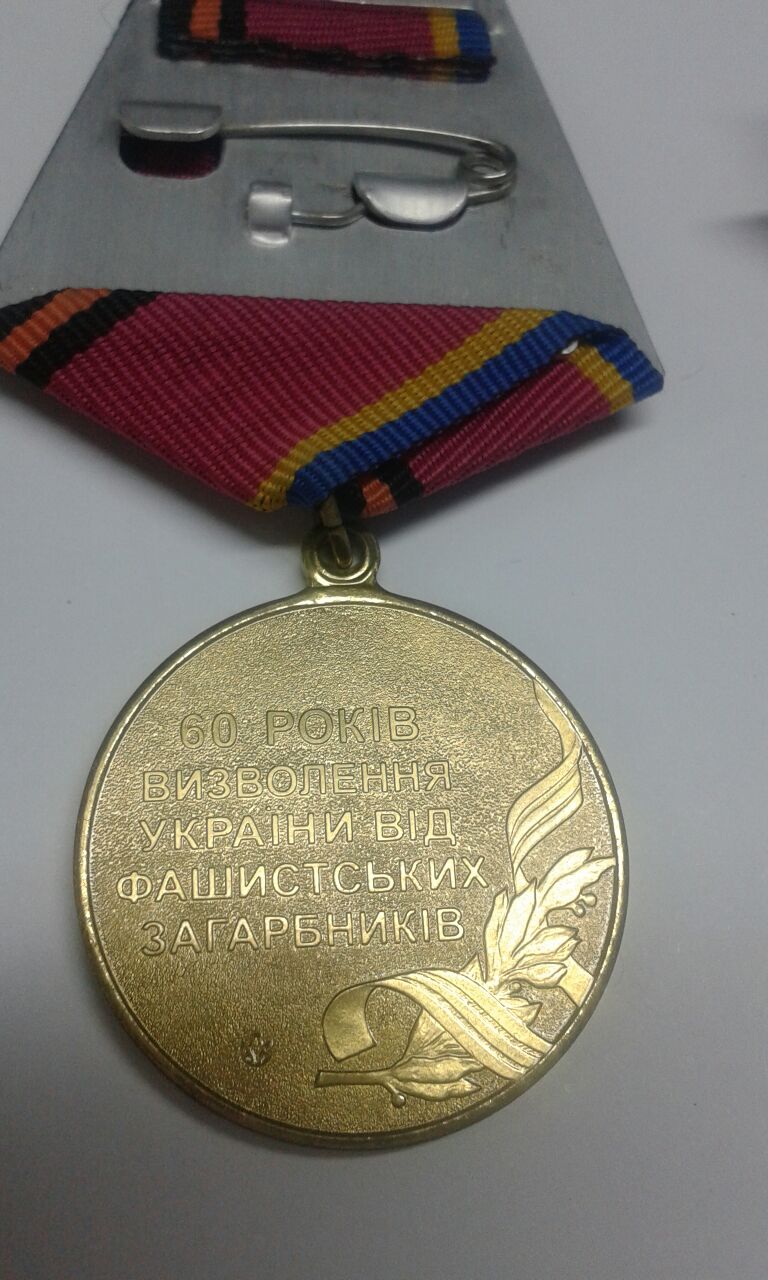 60 РОКІВ
ВИЗВОЛЕННЯ
УКРАЇНИ ВІД
ФАШИСТСЬКИХ
ЗАГАРБНИКІВ